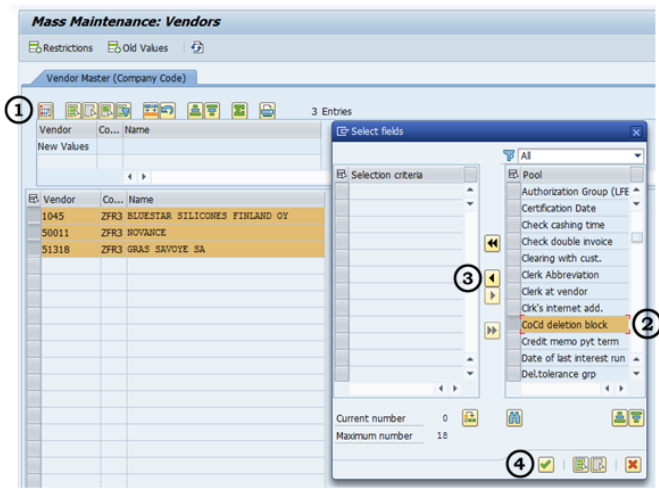 Mass Maintenance: Vendors
Restrictions Old Values
Vendor Master (Company Code)
1
3 Entries
Vendor Co... Name
New Values
Vendor Co... Name
1045 ZFR3 BLUESTAR SILICONES FINLAND OY
50011 ZFR3 NOVANCE
51318 ZFR3 GRAS SAVOYE SA
Select fields
All
Selection criteria
Pool
Authorization Group (LFE
Certification Date
Check cashing time
Check double invoice
Clearing with cust.
3
Clerk Abbreviation
Clerk at vendor
Clrk's internet add.
CoCd deletion block
2
Credit memo pyt term
Date of last interest run
Del.tolerance grp
Current number 0
Maximum number 18
4